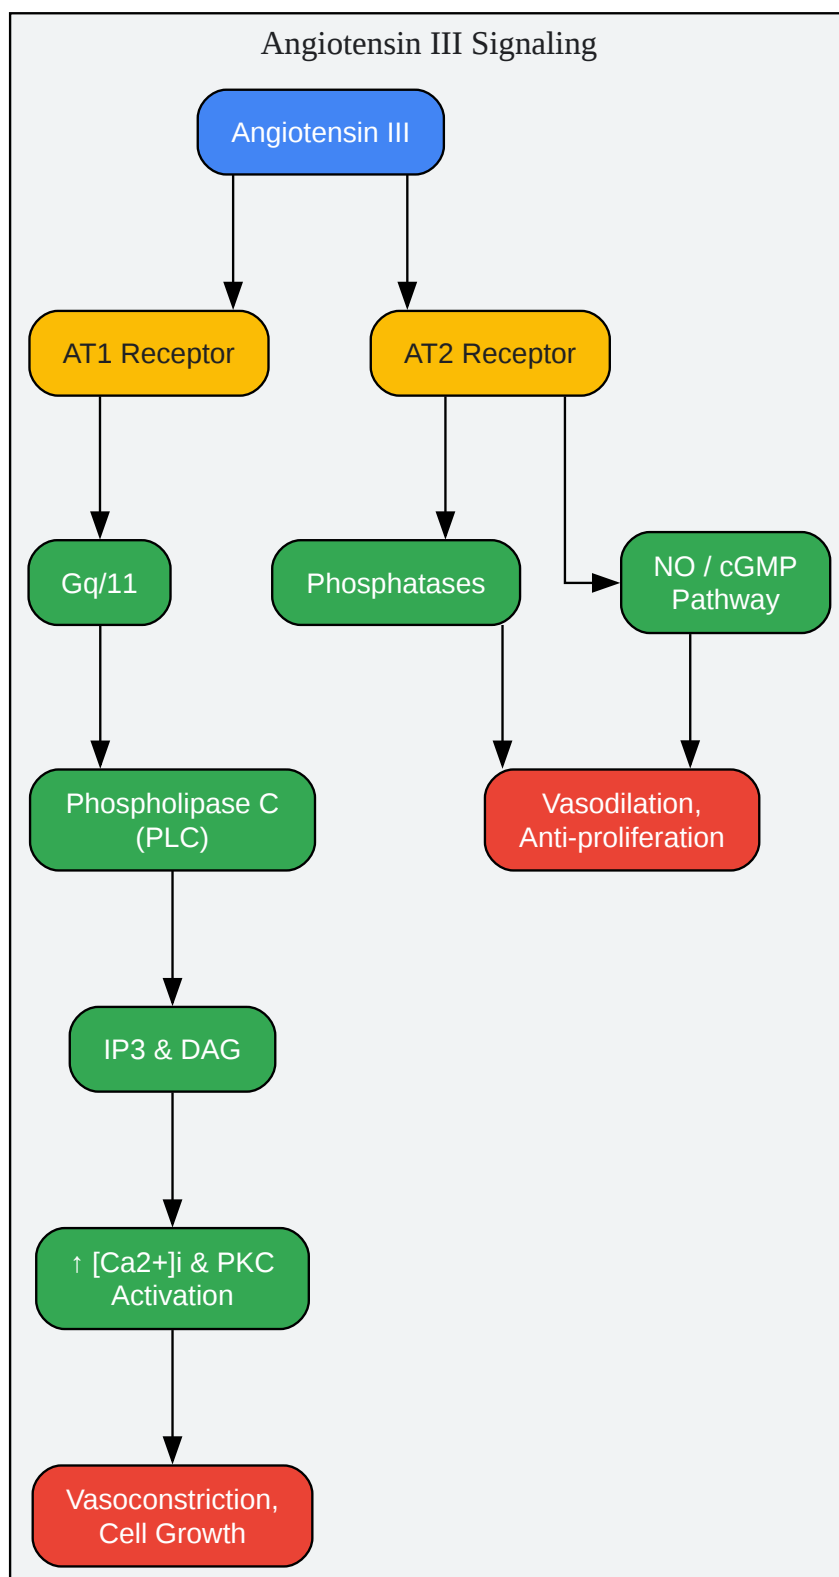 Angiotensin III Signaling
Angiotensin III
AT1 Receptor
AT2 Receptor
Gq/11
Phosphatases
NO / cGMP
Pathway
Phospholipase C
(PLC)
Vasodilation,
Anti-proliferation
IP3 & DAG
↑ [Ca2+]i & PKC
Activation
Vasoconstriction,
Cell Growth